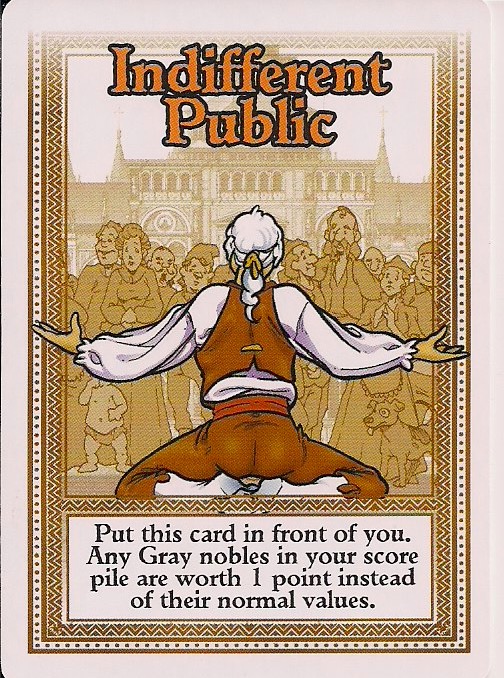 Indifferent
Public
Put this card in front of you.
Any Gray nobles in your score
pile are worth 1 point instead
of their normal values.